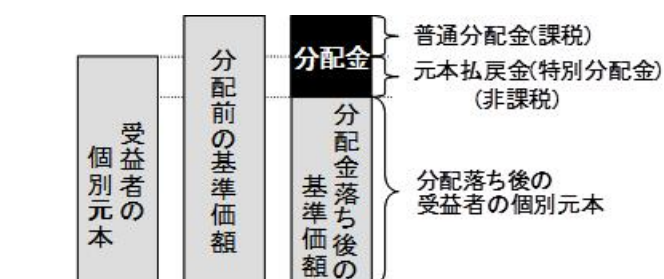 受益者の
個別元本
分配前の基準価額
分配金
分配金落ち後の
基準価額
普通分配金(課税)
元本払戻金(特別分配金)
(非課税)
分配落ち後の
受益者の個別元本